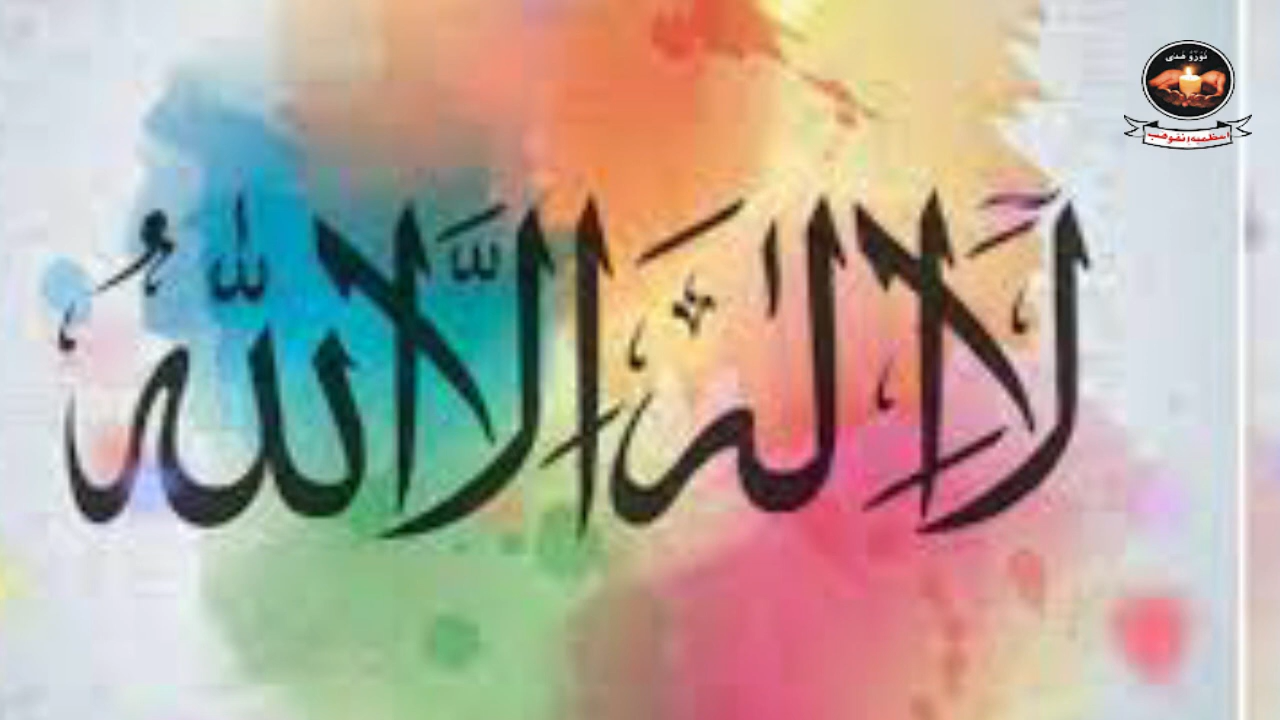 لَا إِلٰهَ إِلَّا اللّٰهُ
نُوْرٌ وَّ هُدًى